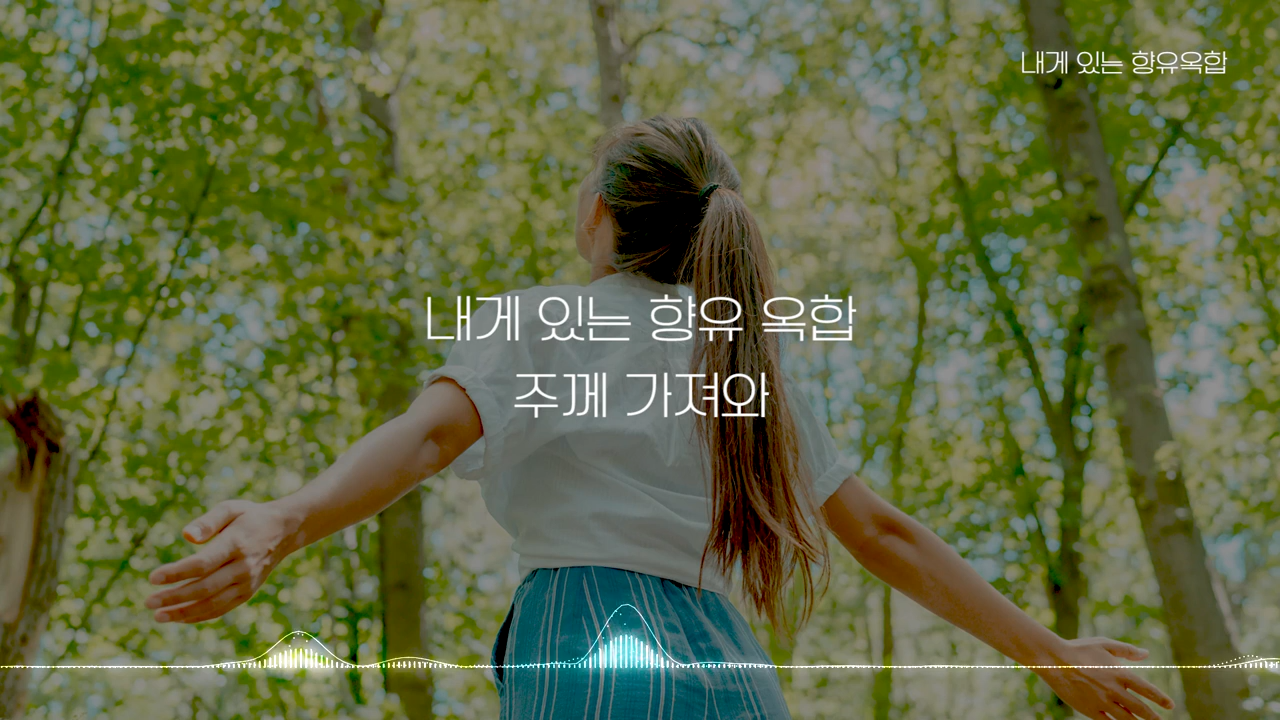 내게 있는 향유옥합
내게 있는 향유 옥합
주께 가져와